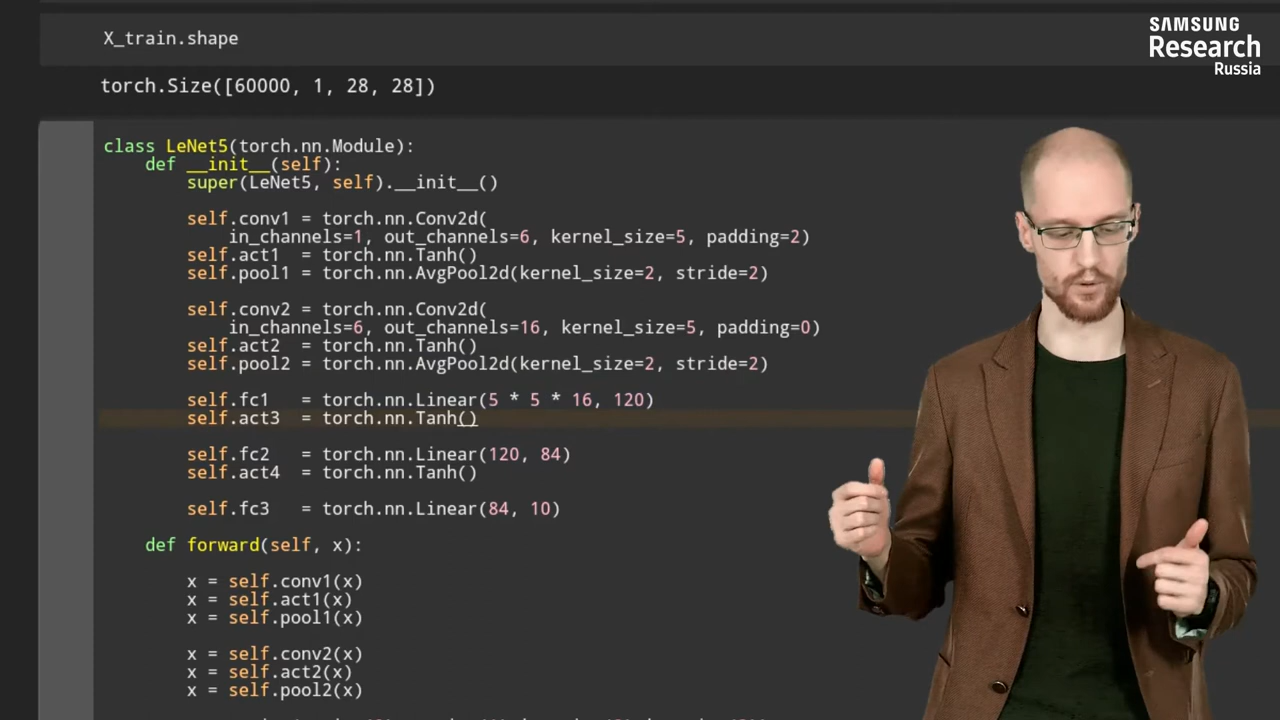 SAMSUNG
Research
Russia
X_train.shape
torch.Size([60000, 1, 28, 28])
class LeNet5(torch.nn.Module):
    def __init__(self):
        super(LeNet5, self).__init__()
        self.conv1 = torch.nn.Conv2d(
            in_channels=1, out_channels=6, kernel_size=5, padding=2)
        self.act1  = torch.nn.Tanh()
        self.pool1 = torch.nn.AvgPool2d(kernel_size=2, stride=2)
        self.conv2 = torch.nn.Conv2d(
            in_channels=6, out_channels=16, kernel_size=5, padding=0)
        self.act2  = torch.nn.Tanh()
        self.pool2 = torch.nn.AvgPool2d(kernel_size=2, stride=2)
        self.fc1   = torch.nn.Linear(5 * 5 * 16, 120)
        self.act3  = torch.nn.Tanh()
        self.fc2   = torch.nn.Linear(120, 84)
        self.act4  = torch.nn.Tanh()
        self.fc3   = torch.nn.Linear(84, 10)
    def forward(self, x):
        x = self.conv1(x)
        x = self.act1(x)
        x = self.pool1(x)
        x = self.conv2(x)
        x = self.act2(x)
        x = self.pool2(x)